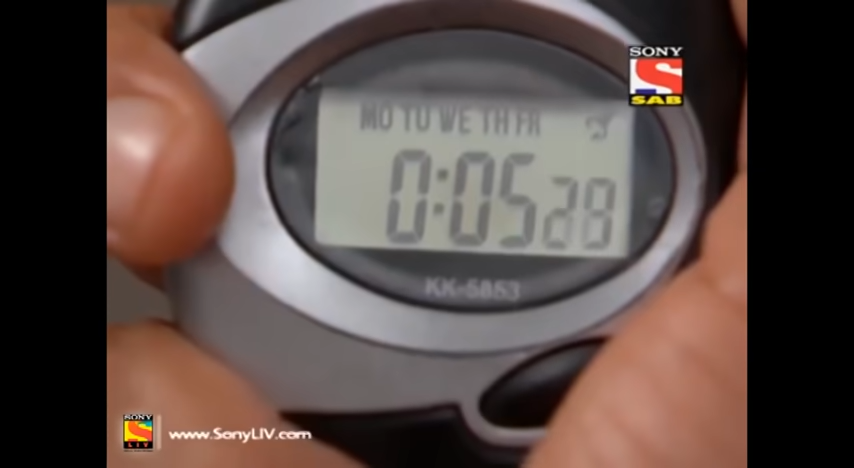 SONY
S
SAB
MO TU WE TH FR
0:05 28
KK-5853
SONY
S
LIV
www.SonyLIV.com